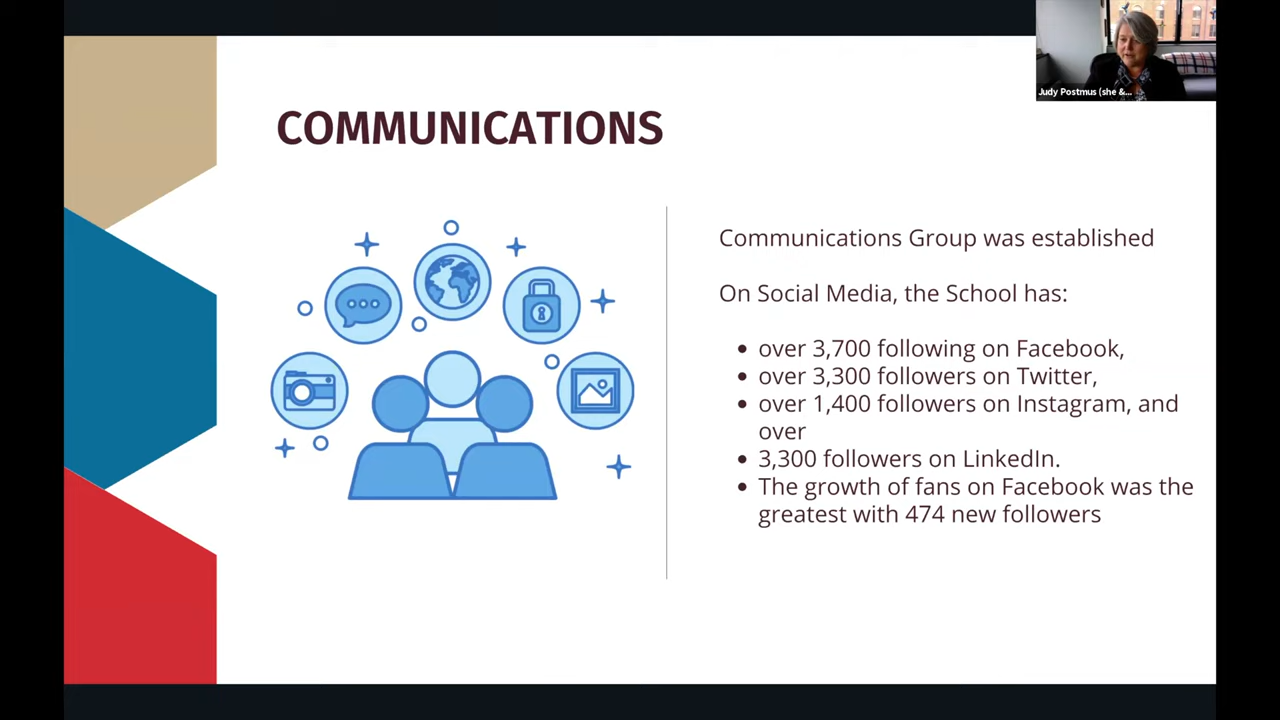 Judy Postmus (she &...
COMMUNICATIONS
Communications Group was established
On Social Media, the School has:
• over 3,700 following on Facebook,
• over 3,300 followers on Twitter,
• over 1,400 followers on Instagram, and
over
• 3,300 followers on LinkedIn.
• The growth of fans on Facebook was the
greatest with 474 new followers